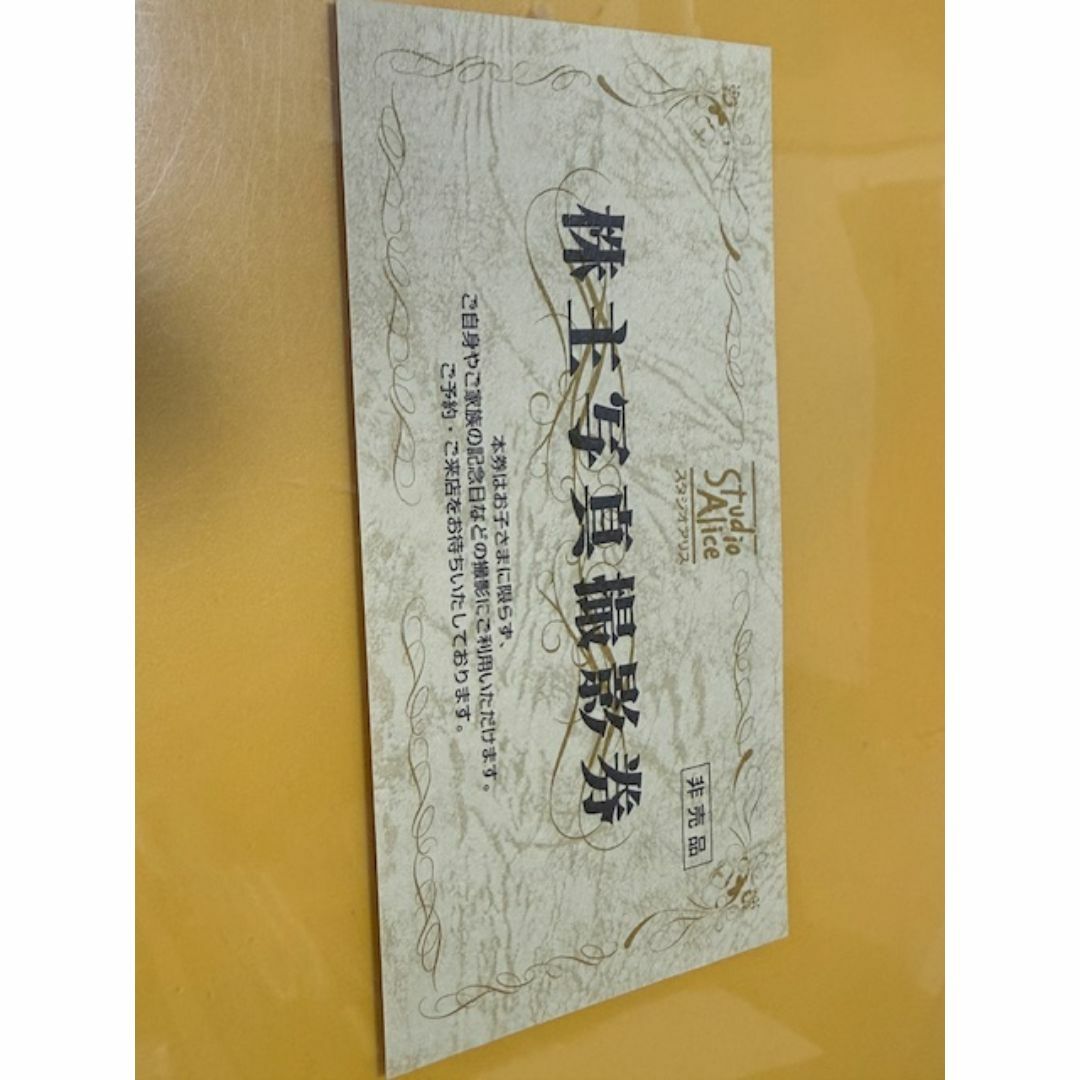 Studio
Alice
スタジオアリス
非売品
株主写真撮影券
本券はお子さまに限らず、
ご自身やご家族の記念日などの撮影にご利用いただけます。
ご予約・ご来店をお待ちいたしております。